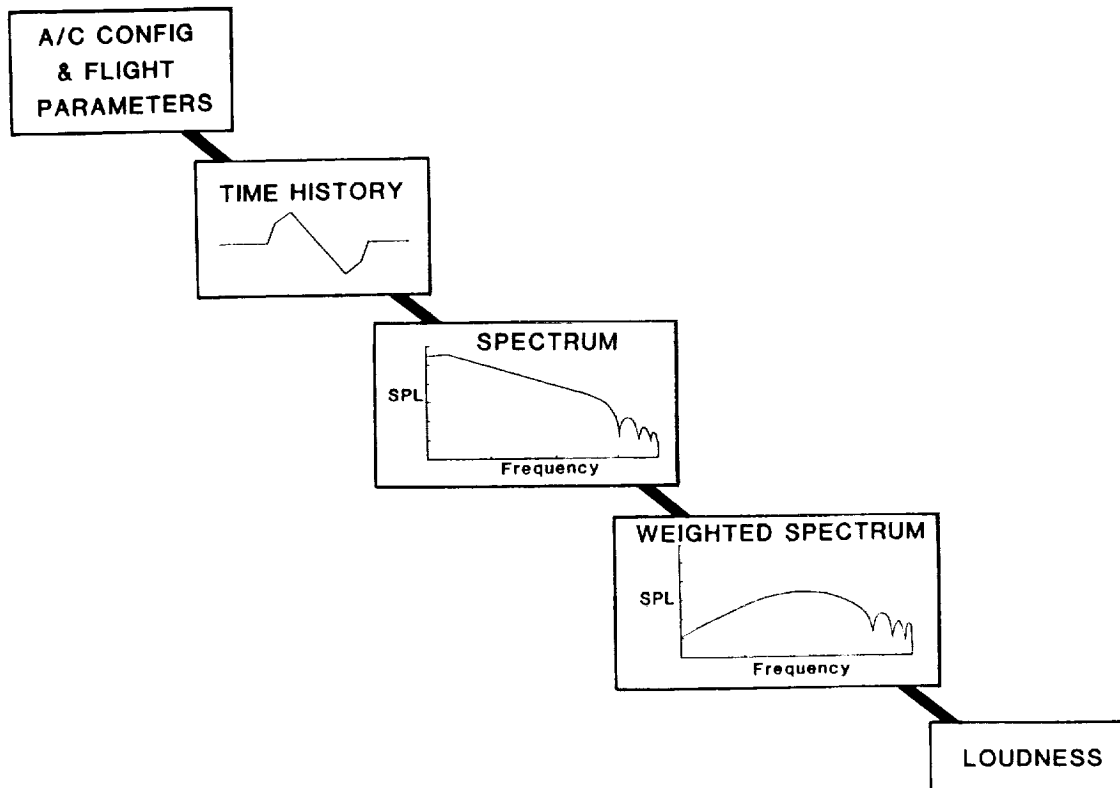 A/C CONFIG
& FLIGHT
PARAMETERS
TIME HISTORY
SPECTRUM
SPL
Frequency
WEIGHTED SPECTRUM
SPL
Frequency
LOUDNESS